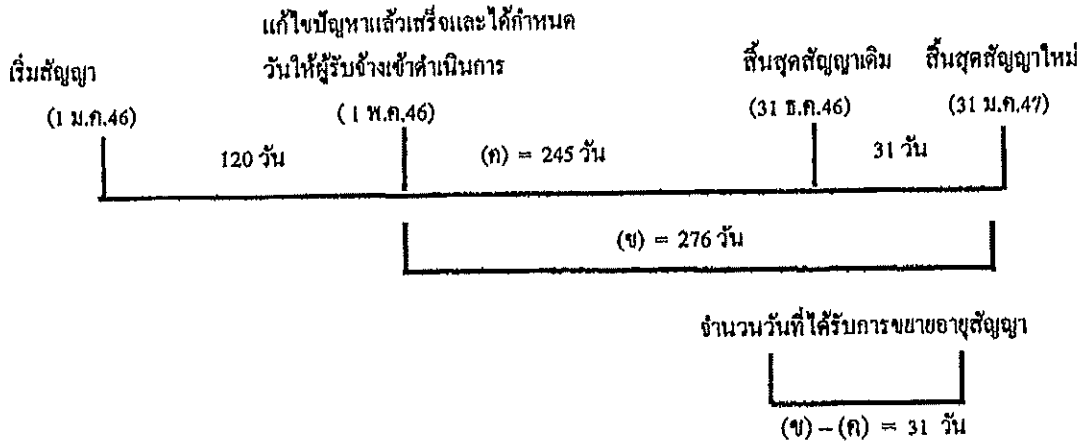 แก้ไขปัญหาแล้วเสร็จและได้กำหนด
เริ่มสัญญา วันให้ผู้รับจ้างเข้าดำเนินการ สิ้นสุดสัญญาเดิม สิ้นสุดสัญญาใหม่
(1 ม.ค.46) (1 พ.ค.46) (31 ธ.ค.46) (31 ม.ค.47)
120 วัน (ค) = 245 วัน 31 วัน
(ข) = 276 วัน
จำนวนวันที่ได้รับการขยายอายุสัญญา
(ข) – (ค) = 31 วัน